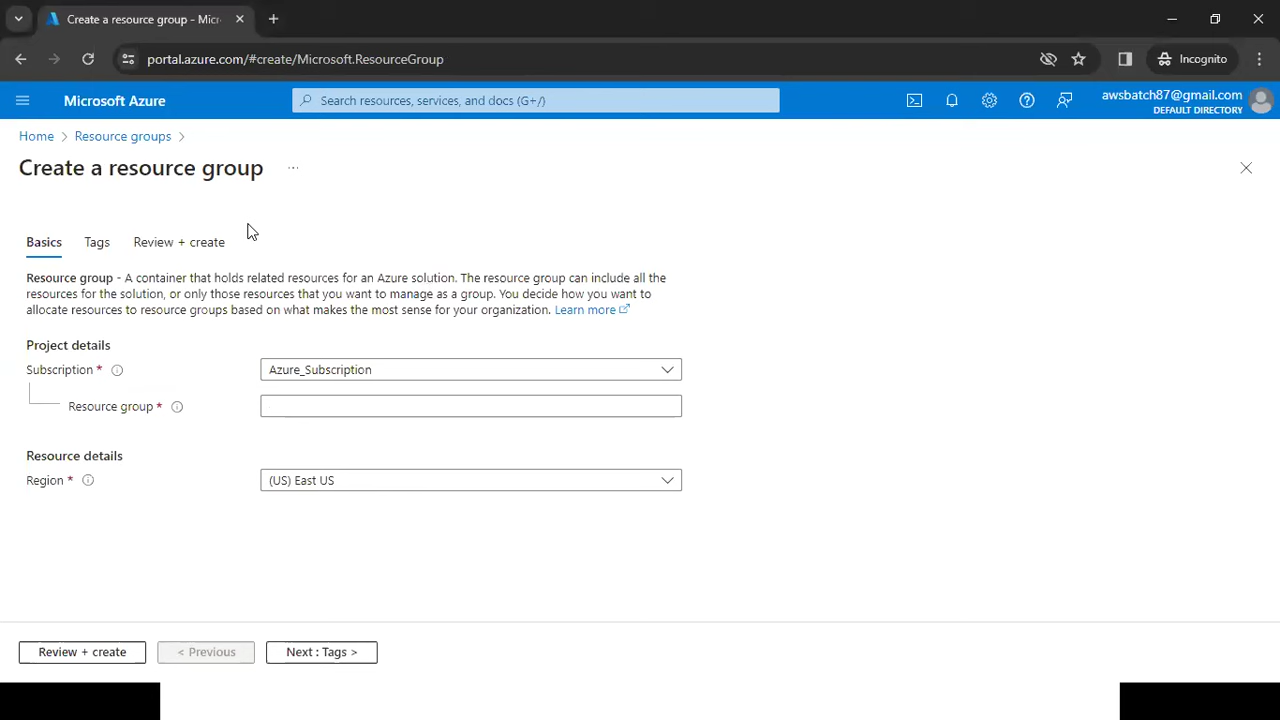 Create a resource group - Micr
portal.azure.com/#create/Microsoft.ResourceGroup
Incognito
Microsoft Azure
Search resources, services, and docs (G+/)
awsbatch87@gmail.com
DEFAULT DIRECTORY
Home > Resource groups >
Create a resource group ...
Basics Tags Review + create
Resource group - A container that holds related resources for an Azure solution. The resource group can include all the
resources for the solution, or only those resources that you want to manage as a group. You decide how you want to
allocate resources to resource groups based on what makes the most sense for your organization. Learn more
Project details
Subscription * Azure_Subscription
Resource group *
Resource details
Region * (US) East US
Review + create < Previous Next : Tags >